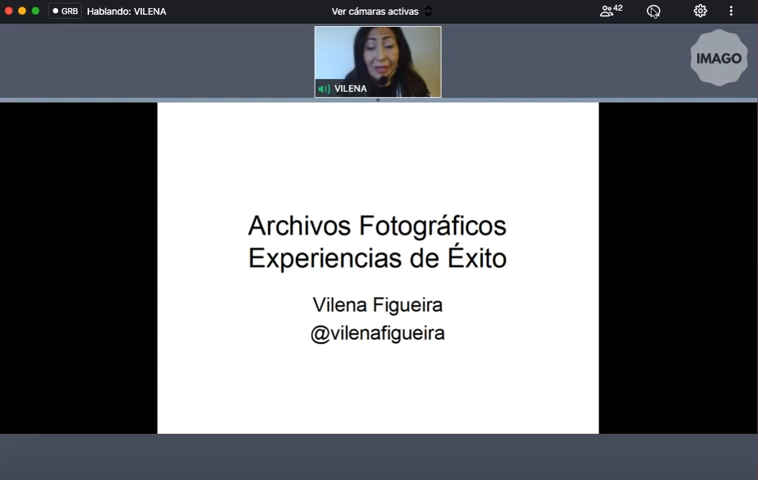 GRB
Hablando: VILENA
Ver cámaras activas
42
IMAGO
VILENA
Archivos Fotográficos
Experiencias de Éxito
Vilena Figueira
@vilenafigueira